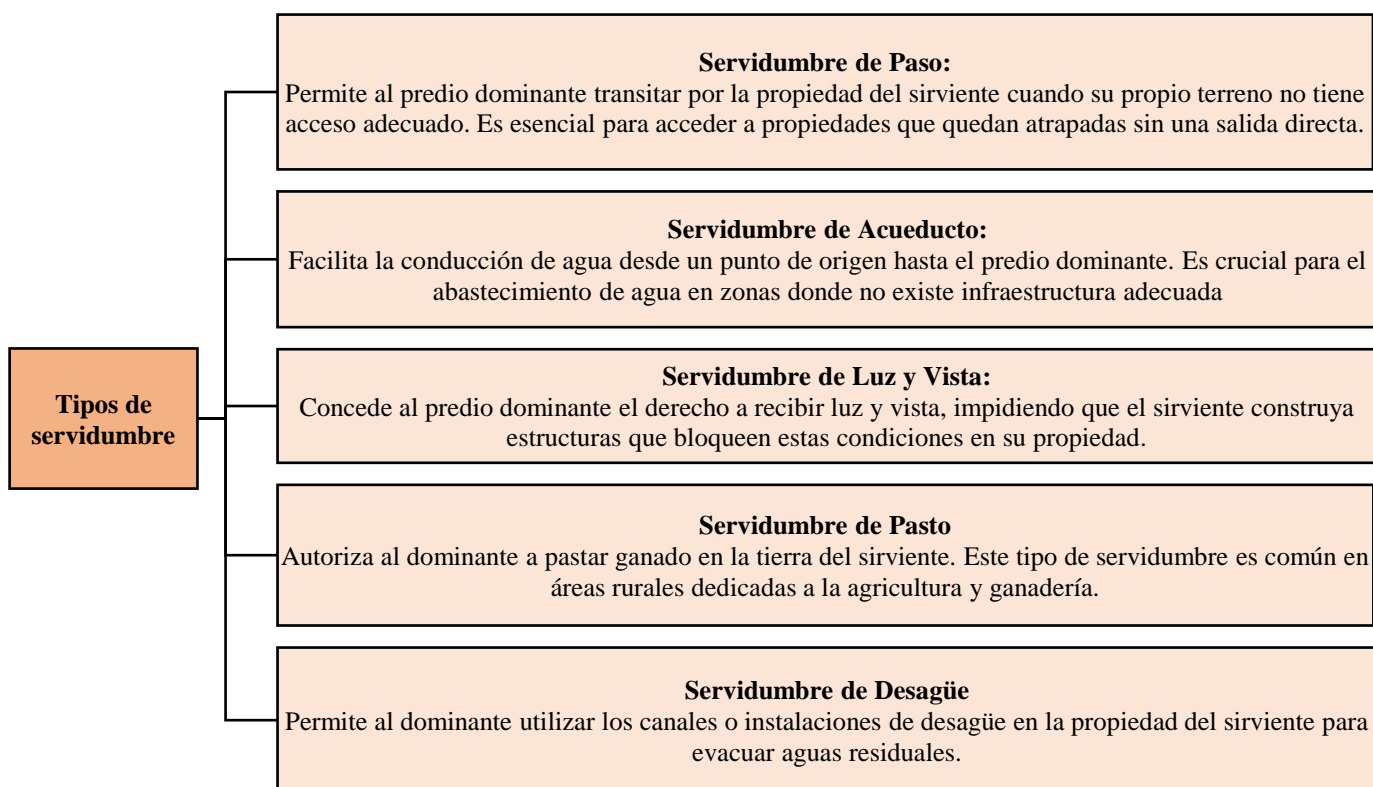 Servidumbre de Paso:
Permite al predio dominante transitar por la propiedad del sirviente cuando su propio terreno no tiene
acceso adecuado. Es esencial para acceder a propiedades que quedan atrapadas sin una salida directa.
Servidumbre de Acueducto:
Facilita la conducción de agua desde un punto de origen hasta el predio dominante. Es crucial para el
abastecimiento de agua en zonas donde no existe infraestructura adecuada
Tipos de
servidumbre
Servidumbre de Luz y Vista:
Concede al predio dominante el derecho a recibir luz y vista, impidiendo que el sirviente construya
estructuras que bloqueen estas condiciones en su propiedad.
Servidumbre de Pasto
Autoriza al dominante a pastar ganado en la tierra del sirviente. Este tipo de servidumbre es común en
áreas rurales dedicadas a la agricultura y ganadería.
Servidumbre de Desagüe
Permite al dominante utilizar los canales o instalaciones de desagüe en la propiedad del sirviente para
evacuar aguas residuales.